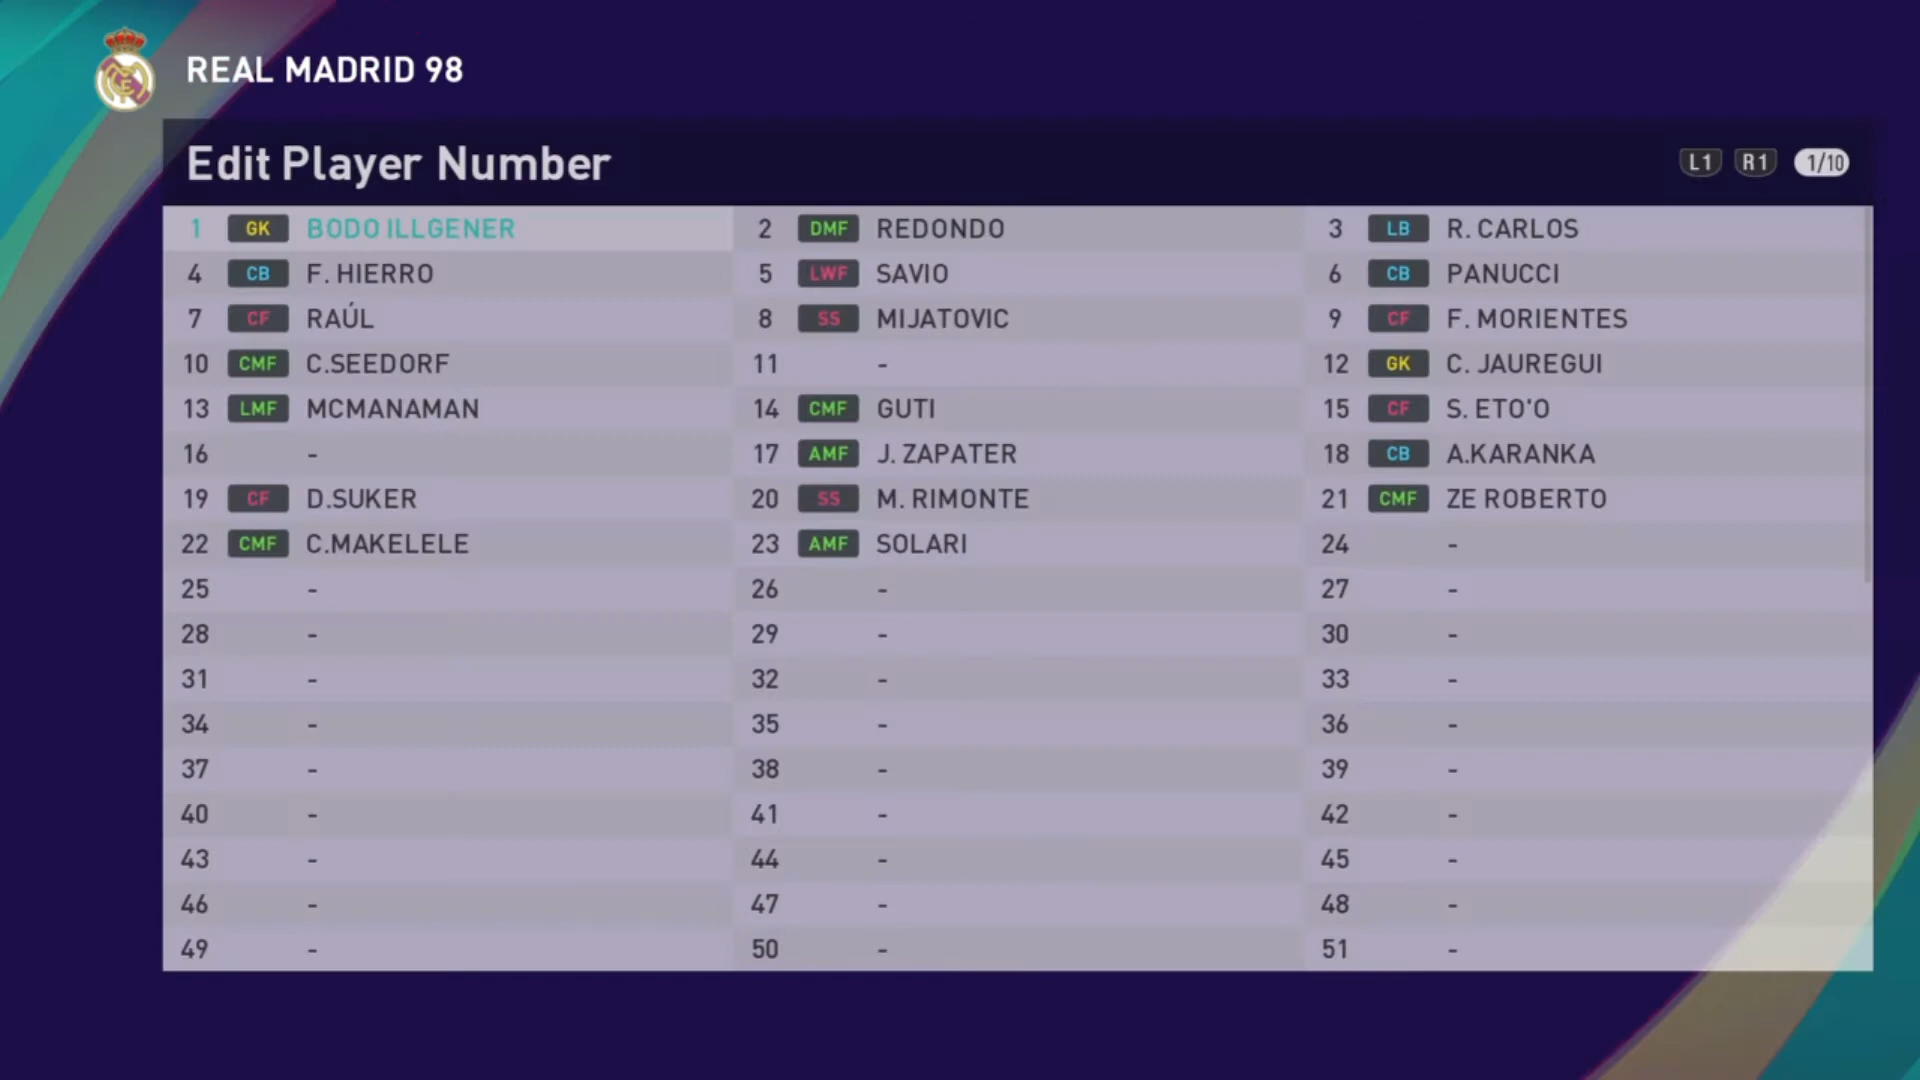 REAL MADRID 98
Edit Player Number L1 R1 1/10
1 GK BODO ILLGENER 2 DMF REDONDO 3 LB R. CARLOS
4 CB F. HIERRO 5 LWF SAVIO 6 CB PANUCCI
7 CF RAÚL 8 SS MIJATOVIC 9 CF F. MORIENTES
10 CMF C.SEEDORF 11 - 12 GK C. JAUREGUI
13 LMF MCMANAMAN 14 CMF GUTI 15 CF S. ETO'O
16 - 17 AMF J. ZAPATER 18 CB A.KARANKA
19 CF D.SUKER 20 SS M. RIMONTE 21 CMF ZE ROBERTO
22 CMF C.MAKELELE 23 AMF SOLARI 24 -
25 - 26 - 27 -
28 - 29 - 30 -
31 - 32 - 33 -
34 - 35 - 36 -
37 - 38 - 39 -
40 - 41 - 42 -
43 - 44 - 45 -
46 - 47 - 48 -
49 - 50 - 51 -